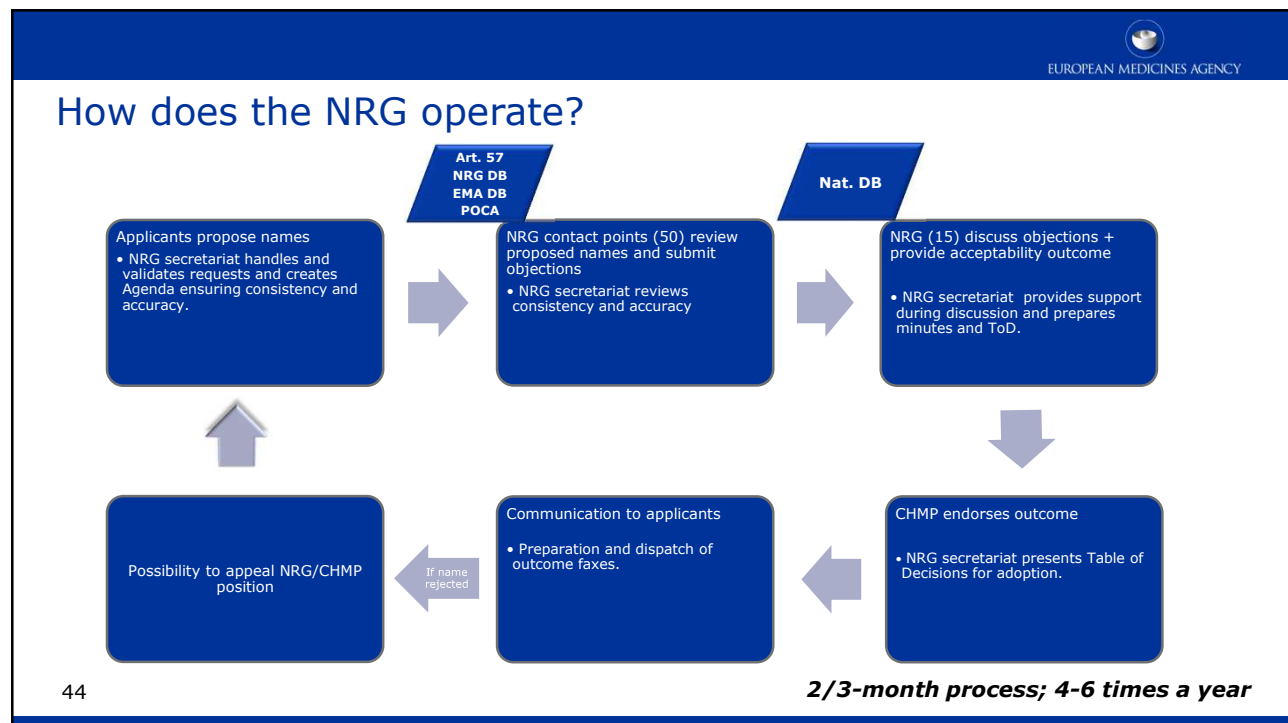 EUROPEAN MEDICINES AGENCY
How does the NRG operate?
Art. 57
NRG DB
EMA DB
POCA
Nat. DB
Applicants propose names
• NRG secretariat handles and
validates requests and creates
Agenda ensuring consistency and
accuracy.
NRG contact points (50) review
proposed names and submit
objections
• NRG secretariat reviews
consistency and accuracy
NRG (15) discuss objections +
provide acceptability outcome
• NRG secretariat provides support
during discussion and prepares
minutes and ToD.
CHMP endorses outcome
• NRG secretariat presents Table of
Decisions for adoption.
Communication to applicants
• Preparation and dispatch of
outcome faxes.
If name
rejected
Possibility to appeal NRG/CHMP
position
44
2/3-month process; 4-6 times a year